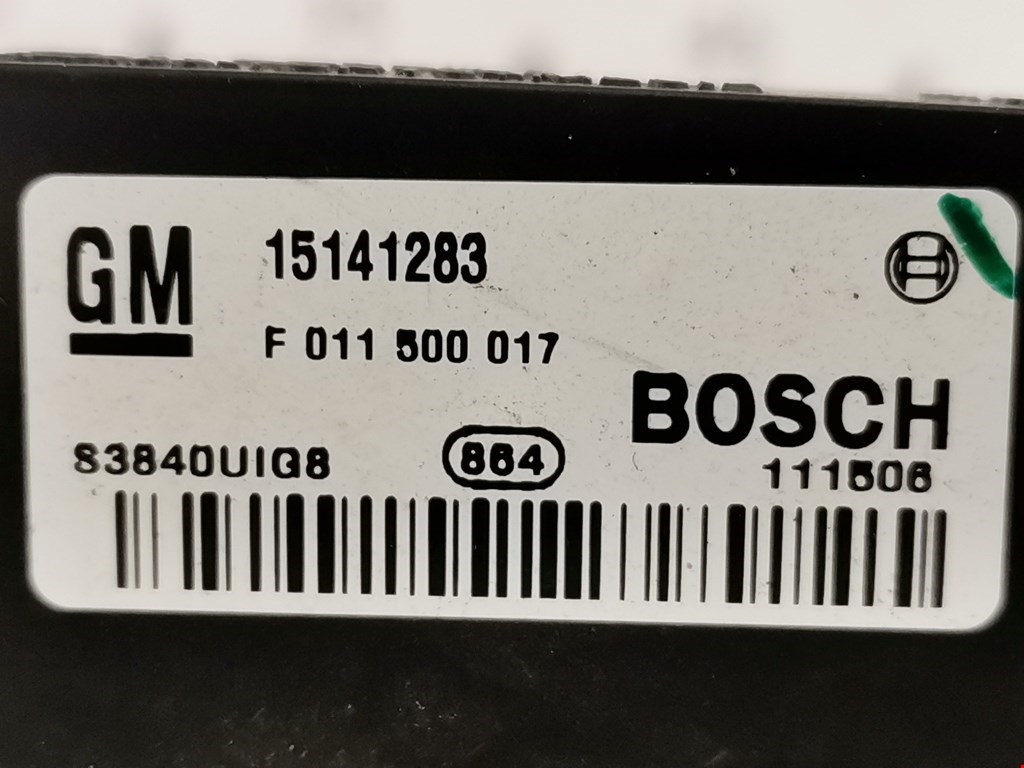 GM 15141283
F 011 500 017
BOSCH
S3840UIG8 864 111506